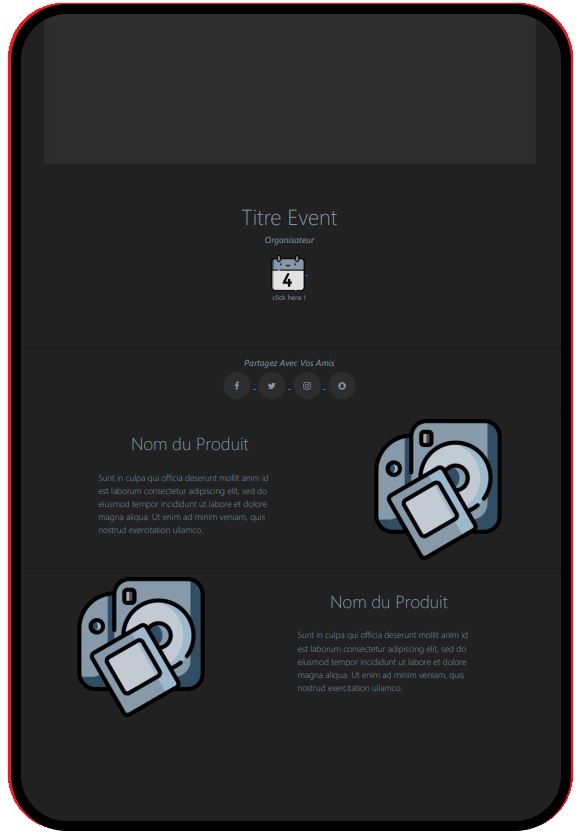 Titre Event
Organisateur
4
click here !
Partagez Avec Vos Amis
Nom du Produit
Sunt in culpa qui officia deserunt mollit anim id
est laborum consectetur adipiscing elit, sed do
eiusmod tempor incididunt ut labore et dolore
magna aliqua. Ut enim ad minim veniam, quis
nostrud exercitation ullamco.
Nom du Produit
Sunt in culpa qui officia deserunt mollit anim id
est laborum consectetur adipiscing elit, sed do
eiusmod tempor incididunt ut labore et dolore
magna aliqua. Ut enim ad minim veniam, quis
nostrud exercitation ullamco.